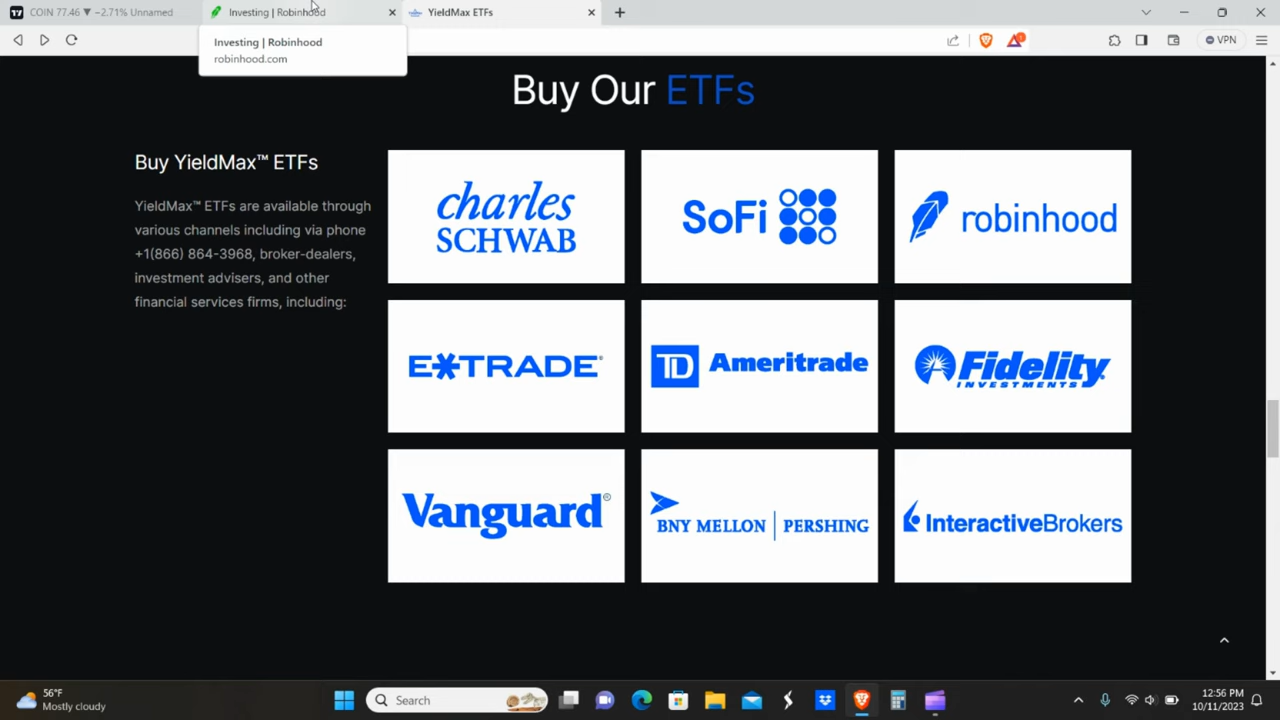 COIN 77.46 ▼ −2.71% Unnamed
Investing | Robinhood
YieldMax ETFs
Investing | Robinhood
robinhood.com
VPN
Buy Our ETFs
Buy YieldMax™ ETFs
YieldMax™ ETFs are available through
various channels including via phone
+1(866) 864-3968, broker-dealers,
investment advisers, and other
financial services firms, including:
charles
SCHWAB
SoFi
robinhood
E*TRADE®
TD Ameritrade
Fidelity
INVESTMENTS®
Vanguard®
BNY MELLON | PERSHING
InteractiveBrokers
56°F
Mostly cloudy
Search
12:56 PM
10/11/2023